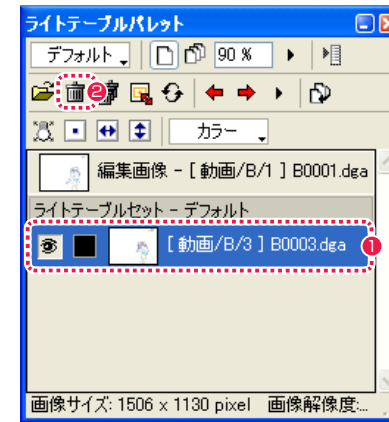 ライトテーブルパレット
デフォルト 90 %
2
カラー
編集画像 - [ 動画/B/1 ] B0001.dga
ライトテーブルセット - デフォルト
[ 動画/B/3 ] B0003.dga 1
画像サイズ: 1506 x 1130 pixel 画像解像度:...